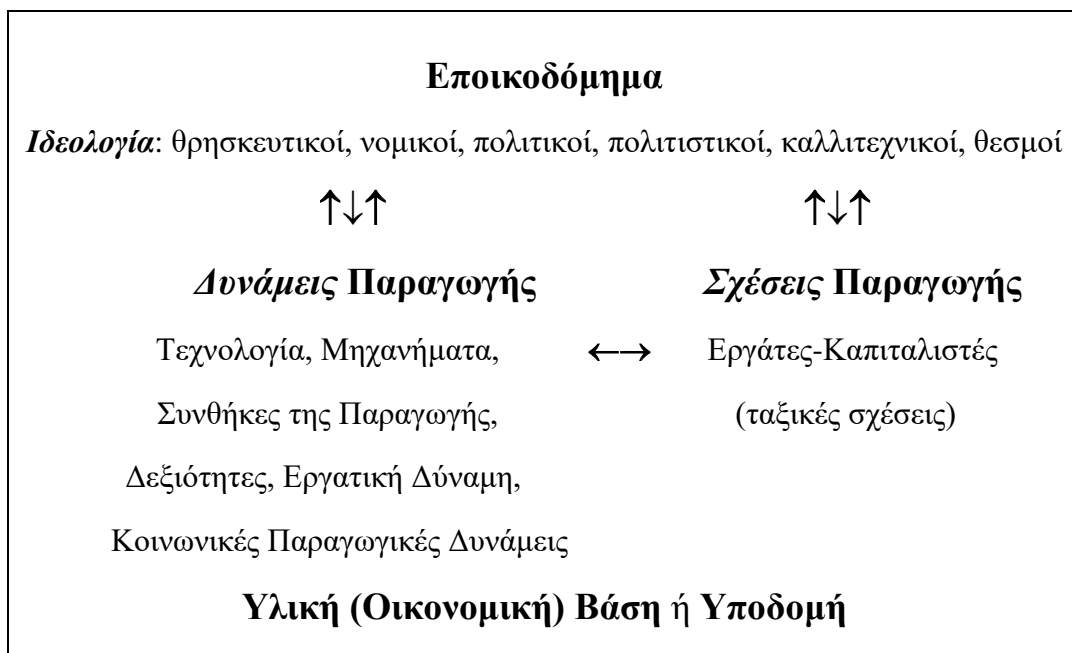 Εποικοδόμημα
Ιδεολογία: θρησκευτικοί, νομικοί, πολιτικοί, πολιτιστικοί, καλλιτεχνικοί, θεσμοί
↑↓↑ ↑↓↑
Δυνάμεις Παραγωγής Σχέσεις Παραγωγής
Τεχνολογία, Μηχανήματα, ←→ Εργάτες-Καπιταλιστές
Συνθήκες της Παραγωγής, (ταξικές σχέσεις)
Δεξιότητες, Εργατική Δύναμη,
Κοινωνικές Παραγωγικές Δυνάμεις
Υλική (Οικονομική) Βάση ή Υποδομή